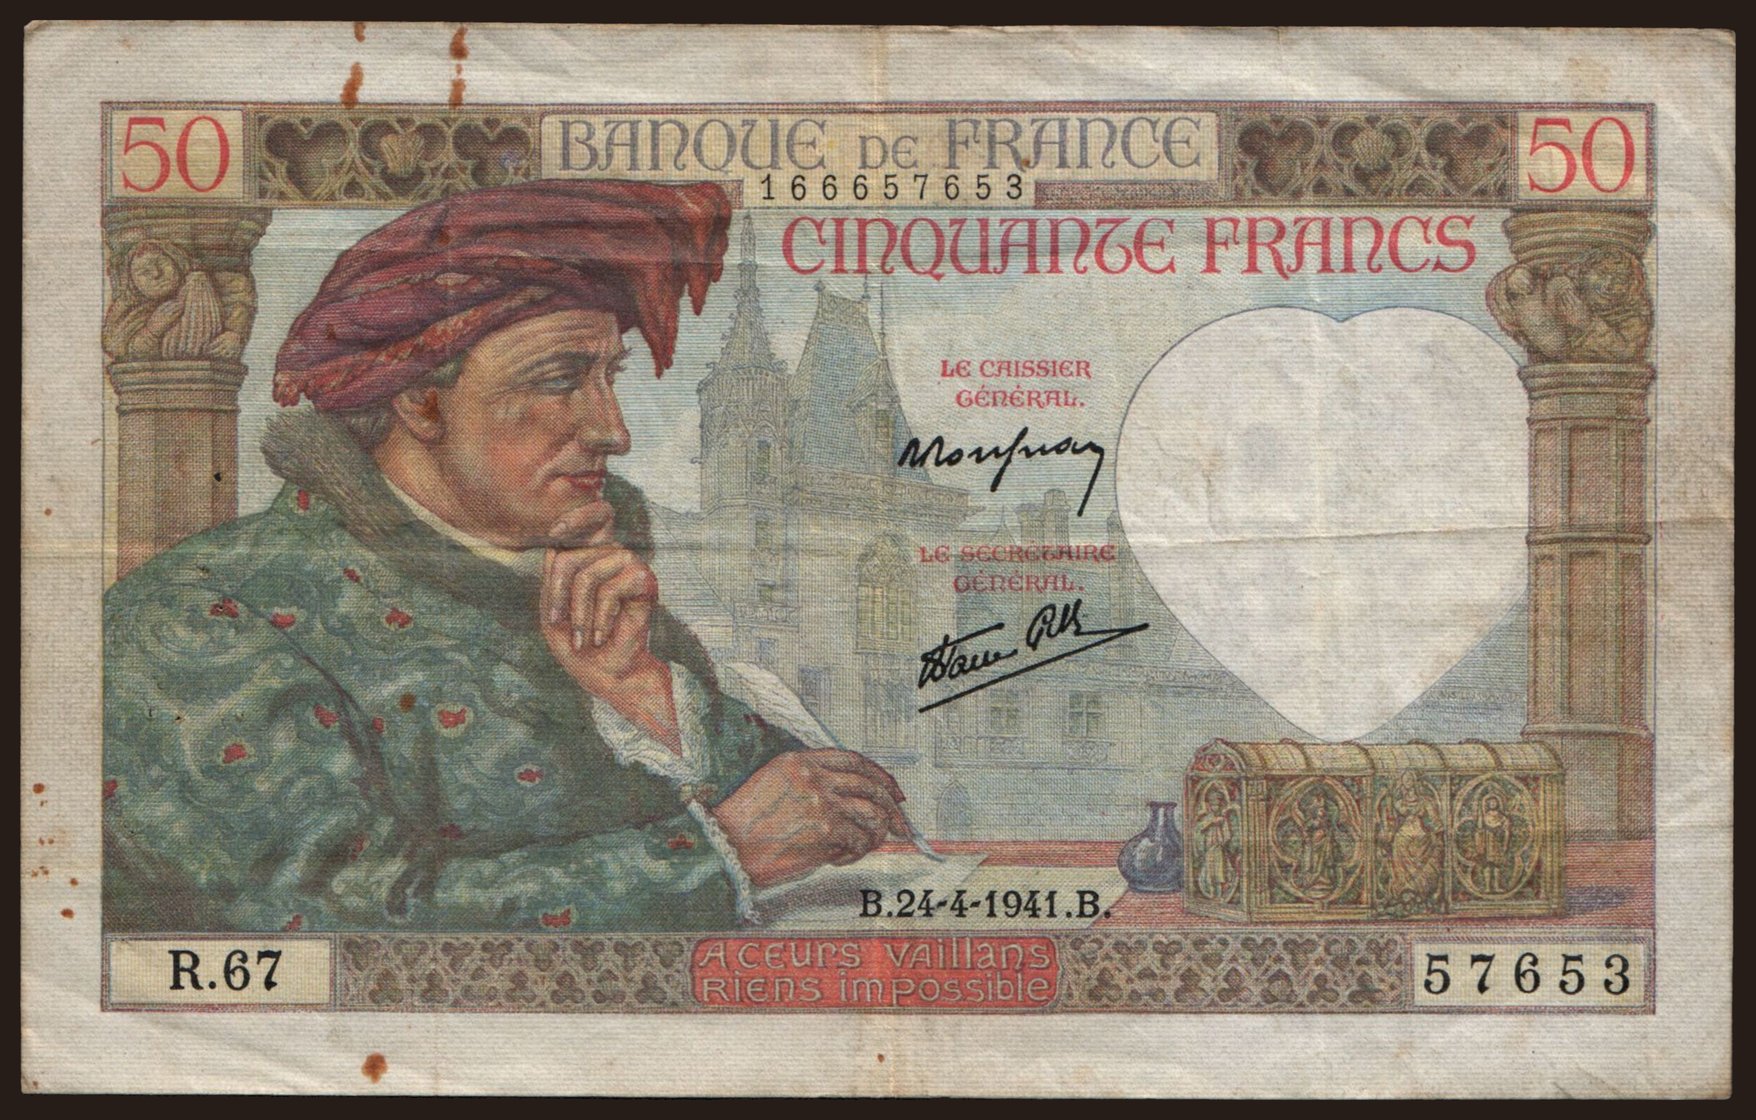 50 BANQUE DE FRANCE 50
166657653
CINQUANTE FRANCS
LE CAISSIER
GÉNÉRAL.
LE SECRÉTAIRE
GÉNÉRAL.
B.24-4-1941.B.
R.67
A CEURS VAILLANS
RIENS IMPOSSIBLE
57653